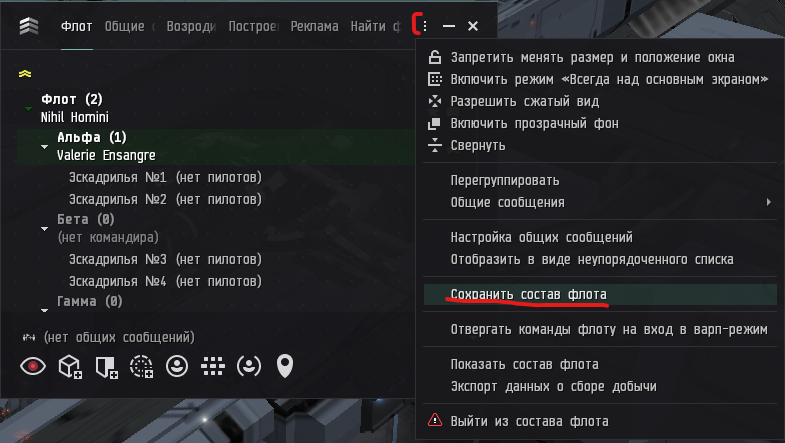 Флот Общие Возроди Построе Реклама Найти ф
Флот (2)
Nihil Homini
Альфа (1)
Valerie Ensangre
Эскадрилья №1 (нет пилотов)
Эскадрилья №2 (нет пилотов)
Бета (0)
(нет командира)
Эскадрилья №3 (нет пилотов)
Эскадрилья №4 (нет пилотов)
Гамма (0)
(нет общих сообщений)
Запретить менять размер и положение окна
Включить режим «Всегда над основным экраном»
Разрешить сжатый вид
Включить прозрачный фон
Свернуть
Перегруппировать
Общие сообщения
Настройка общих сообщений
Отобразить в виде неупорядоченного списка
Сохранить состав флота
Отвергать команды флоту на вход в варп-режим
Показать состав флота
Экспорт данных о сборе добычи
Выйти из состава флота